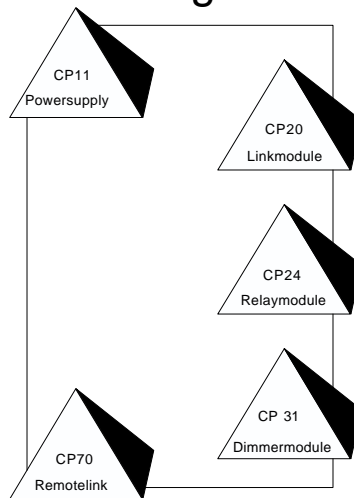 CP11
Powersupply
CP20
Linkmodule
CP24
Relaymodule
CP 31
Dimmermodule
CP70
Remotelink